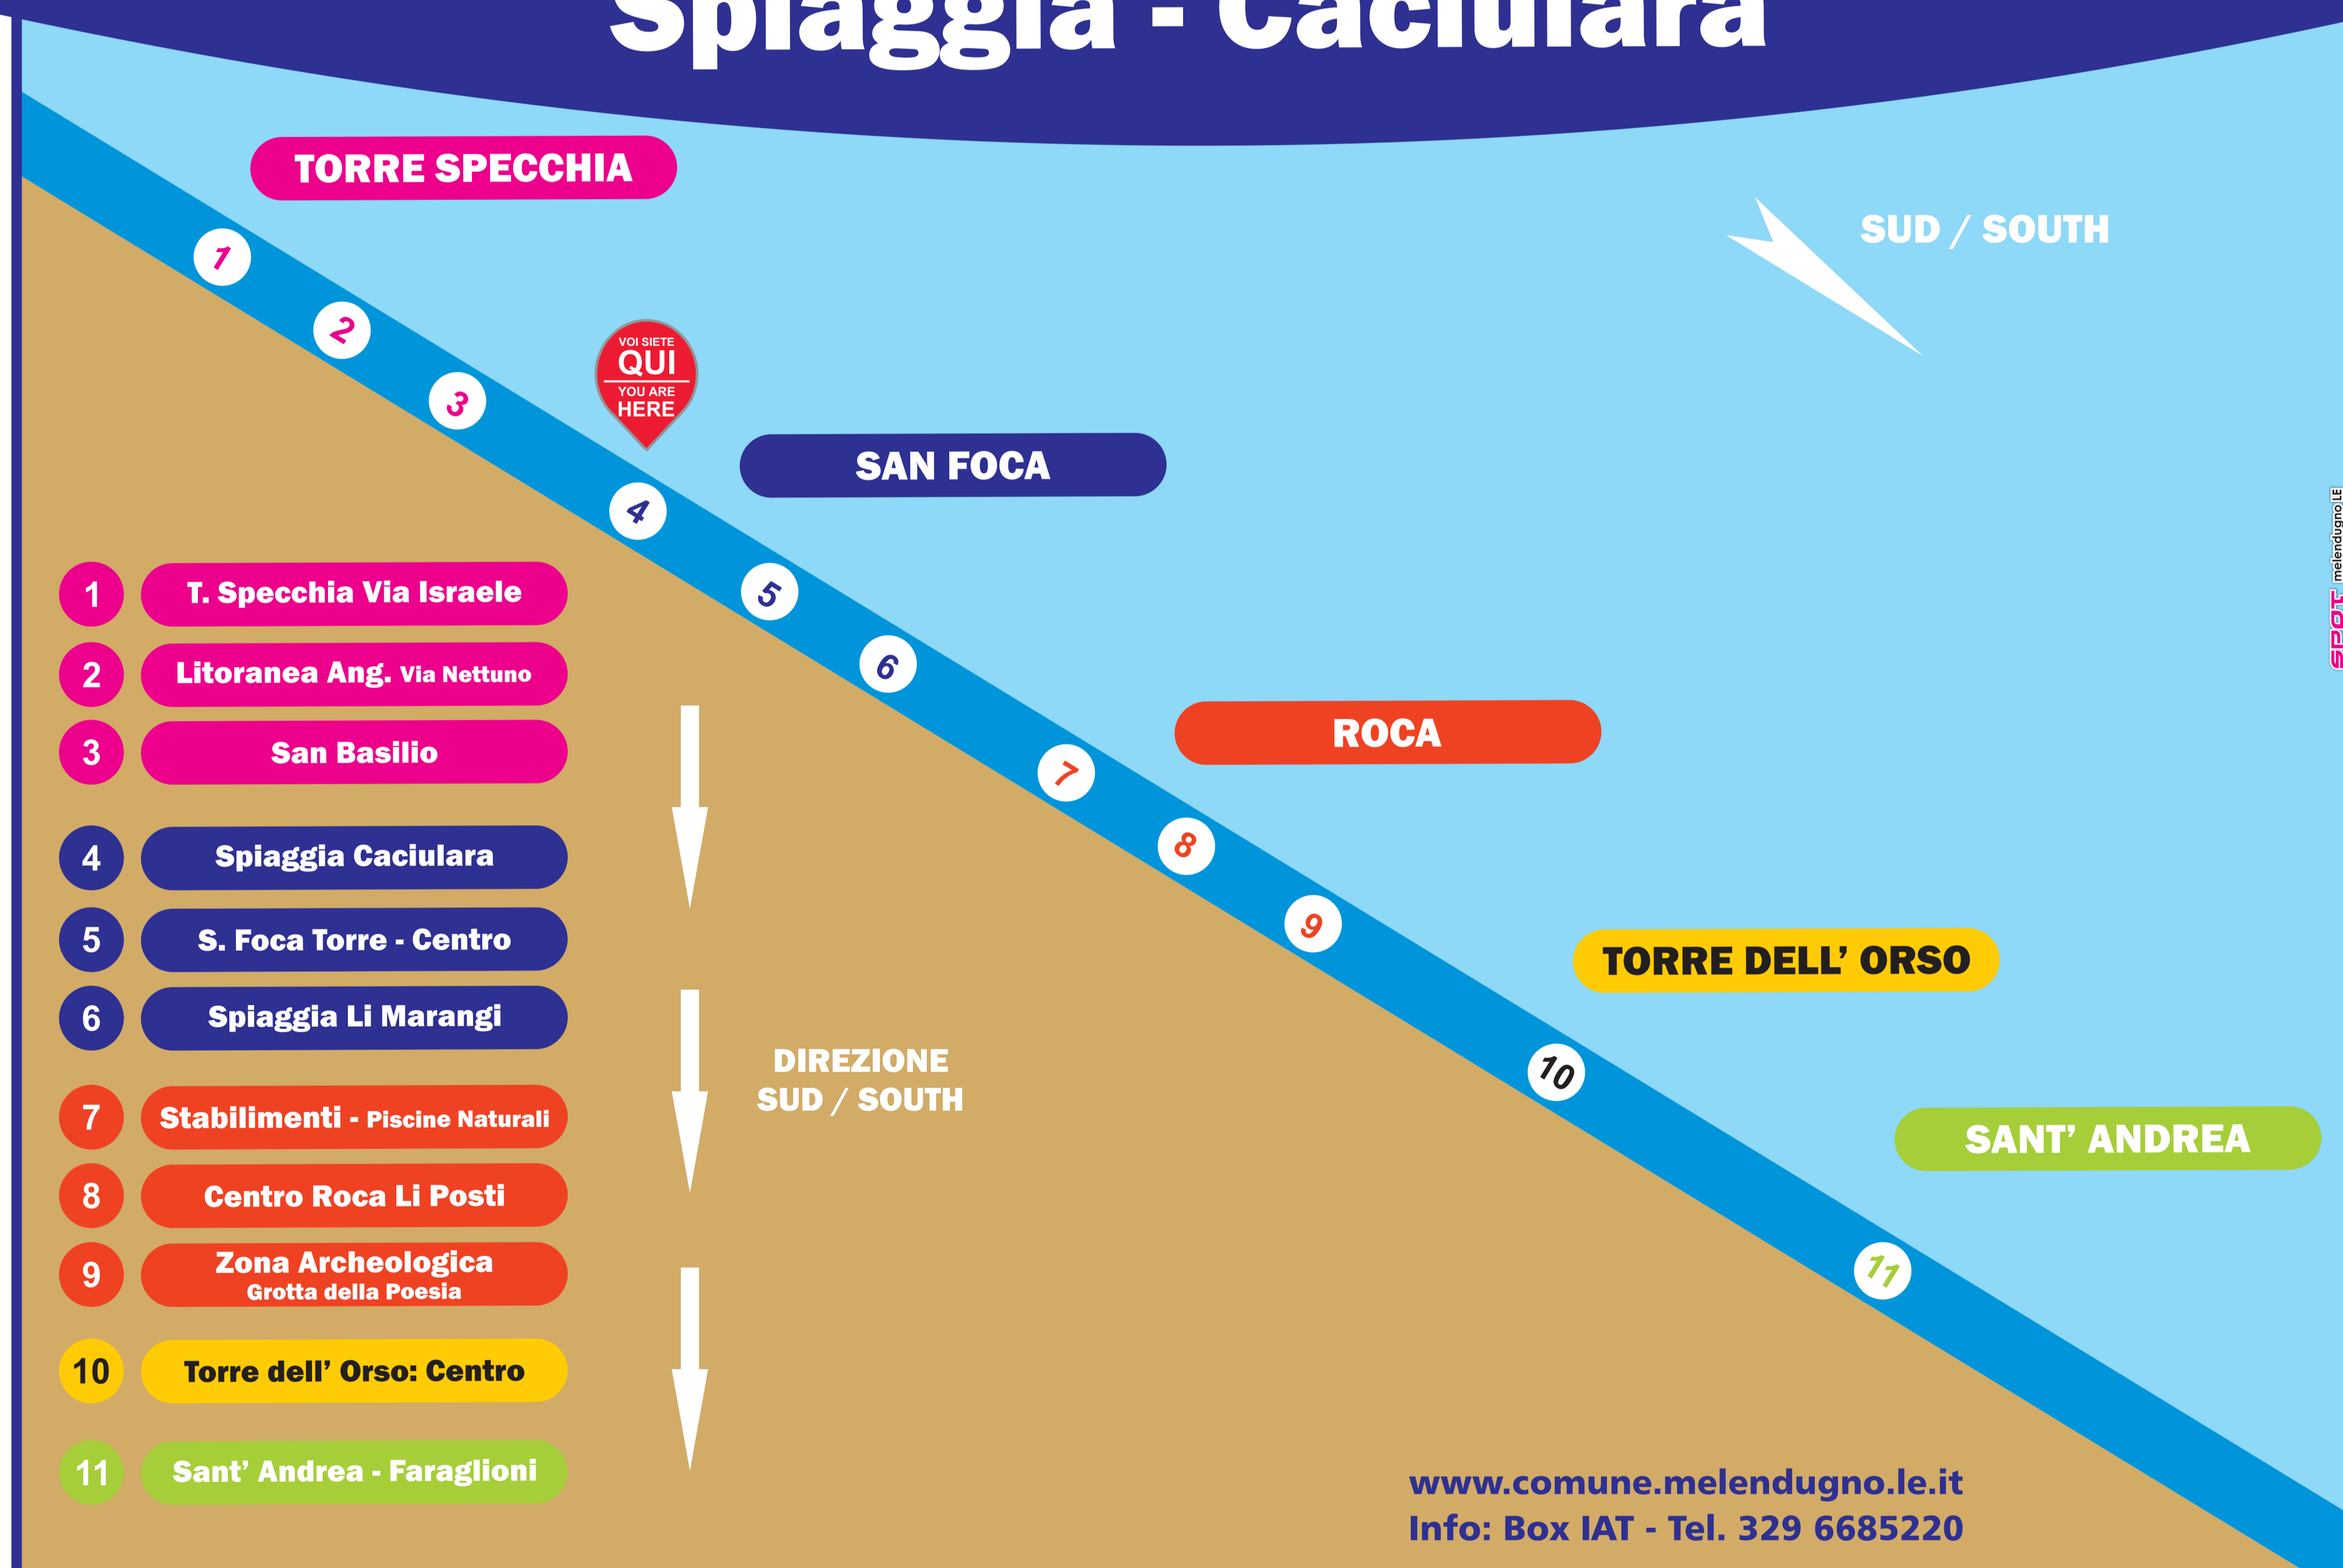 Spiaggia - Caciulara
TORRE SPECCHIA
SUD / SOUTH
1
2
3
VOI SIETE
QUI
YOU ARE
HERE
SAN FOCA
4
5
6
ROCA
7
8
9
TORRE DELL’ ORSO
10
SANT’ ANDREA
11
1 T. Specchia Via Israele
2 Litoranea Ang. Via Nettuno
3 San Basilio
4 Spiaggia Caciulara
5 S. Foca Torre - Centro
6 Spiaggia Li Marangi
7 Stabilimenti - Piscine Naturali
8 Centro Roca Li Posti
9 Zona Archeologica
Grotta della Poesia
10 Torre dell’ Orso: Centro
11 Sant’ Andrea - Faraglioni
DIREZIONE
SUD / SOUTH
www.comune.melendugno.le.it
Info: Box IAT - Tel. 329 6685220
SPOT melendugno LE